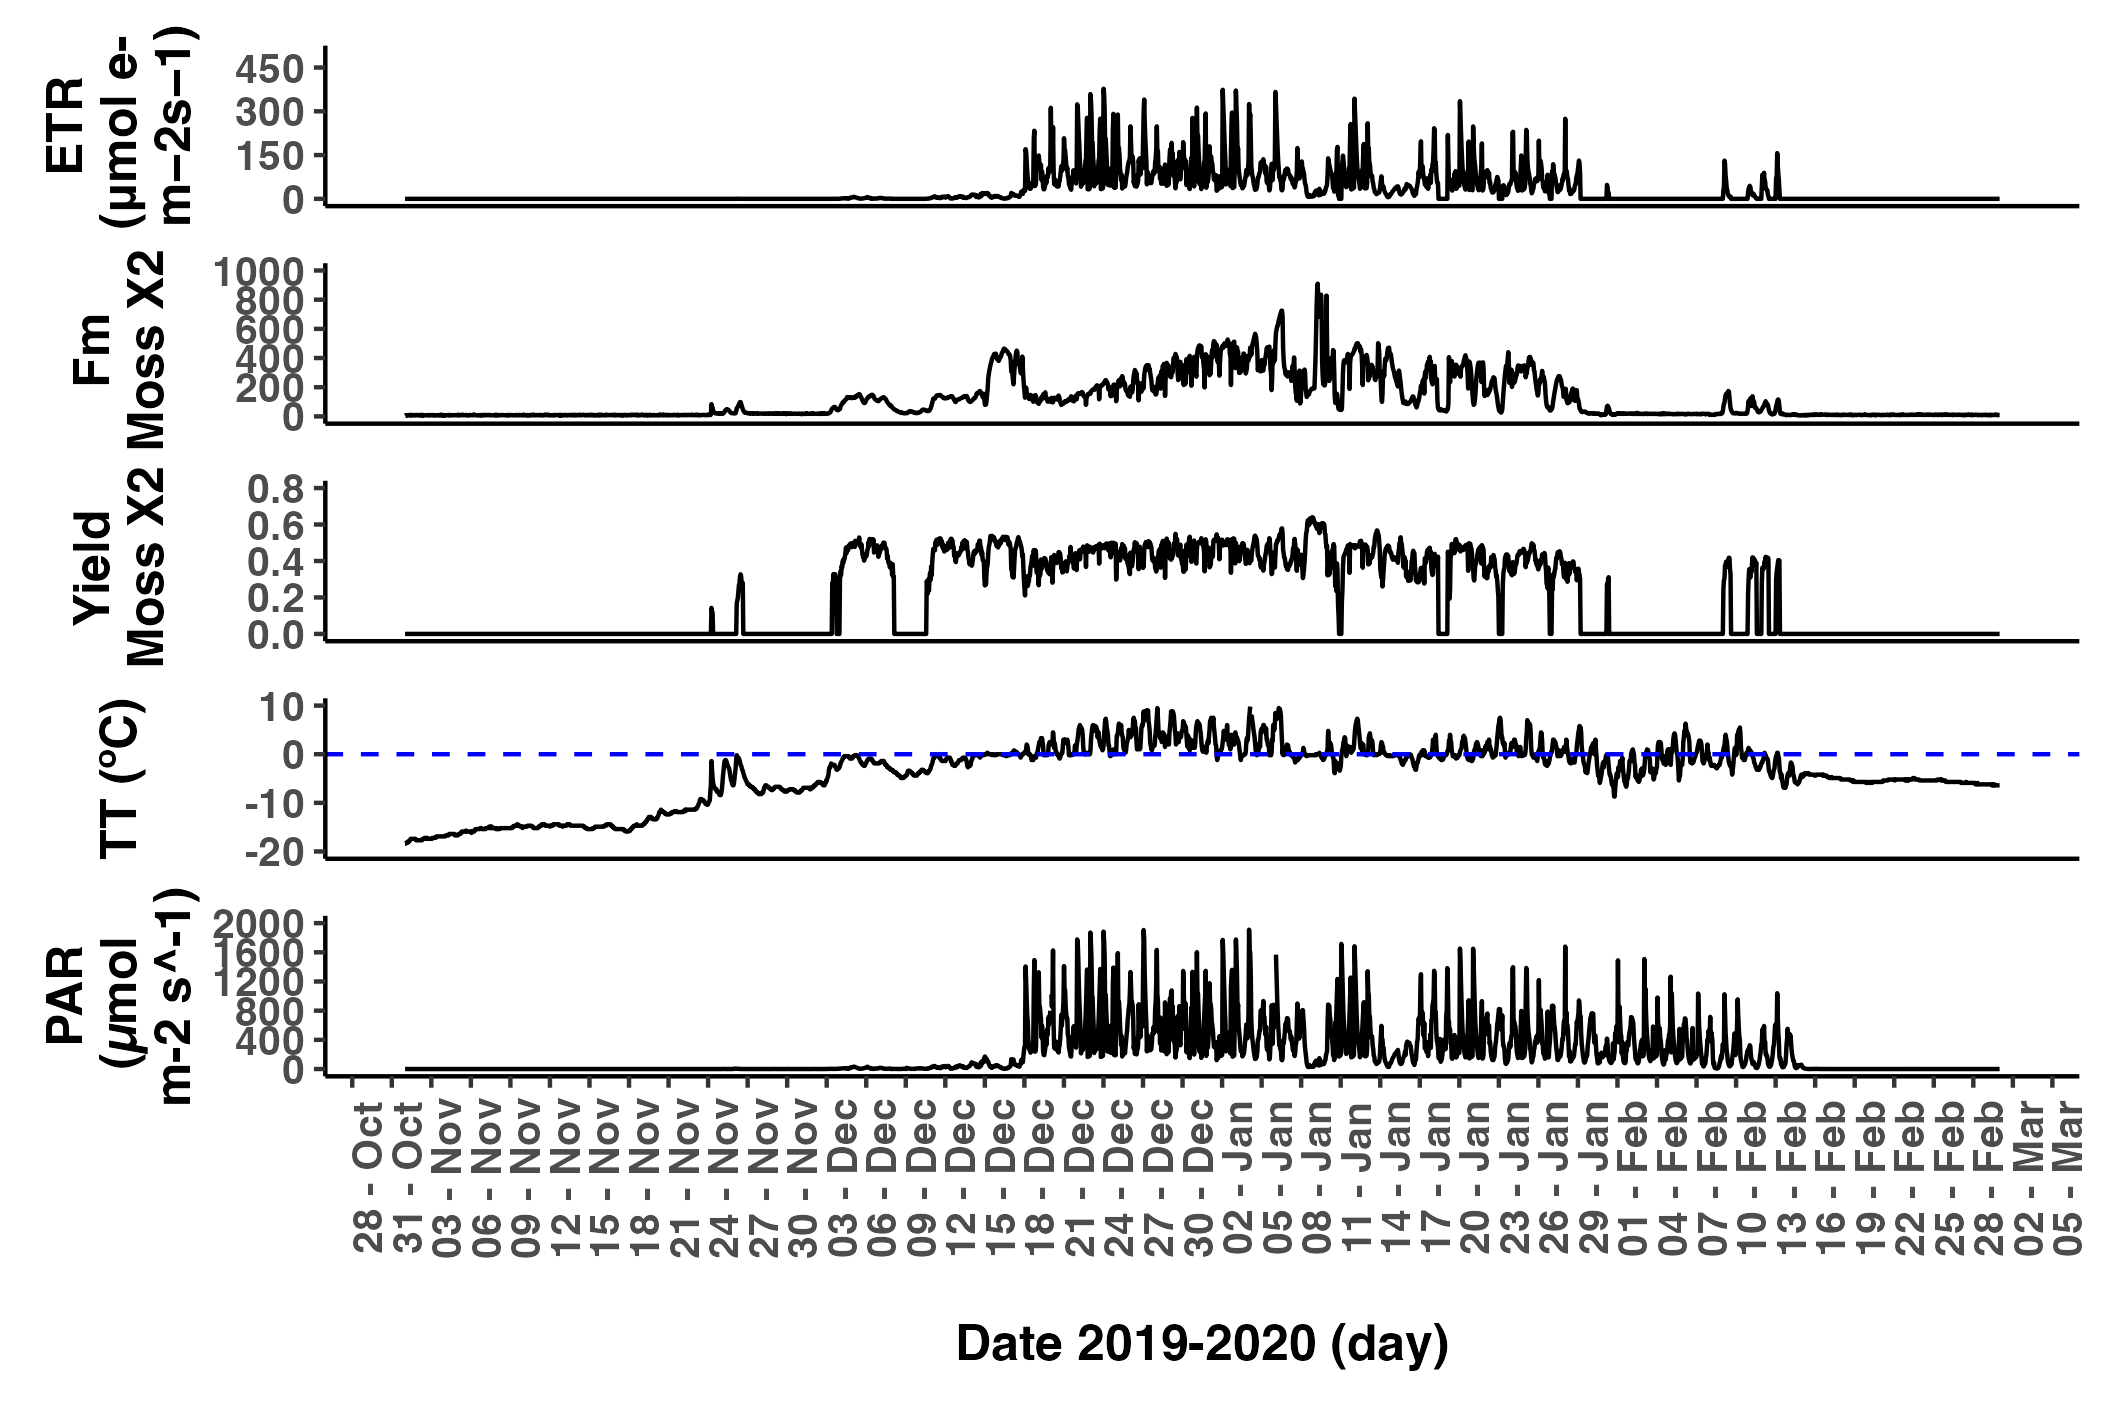 ETR
(µmol e-
m−2s−1)
450
300
150
0
Fm
Moss X2
1000
800
600
400
200
0
Yield
Moss X2
0.8
0.6
0.4
0.2
0.0
TT (ºC)
10
0
-10
-20
PAR
(µmol
m-2 s^-1)
2000
1600
1200
800
400
0
28 - Oct
31 - Oct
03 - Nov
06 - Nov
09 - Nov
12 - Nov
15 - Nov
18 - Nov
21 - Nov
24 - Nov
27 - Nov
30 - Nov
03 - Dec
06 - Dec
09 - Dec
12 - Dec
15 - Dec
18 - Dec
21 - Dec
24 - Dec
27 - Dec
30 - Dec
02 - Jan
05 - Jan
08 - Jan
11 - Jan
14 - Jan
17 - Jan
20 - Jan
23 - Jan
26 - Jan
29 - Jan
01 - Feb
04 - Feb
07 - Feb
10 - Feb
13 - Feb
16 - Feb
19 - Feb
22 - Feb
25 - Feb
28 - Feb
02 - Mar
05 - Mar
Date 2019-2020 (day)